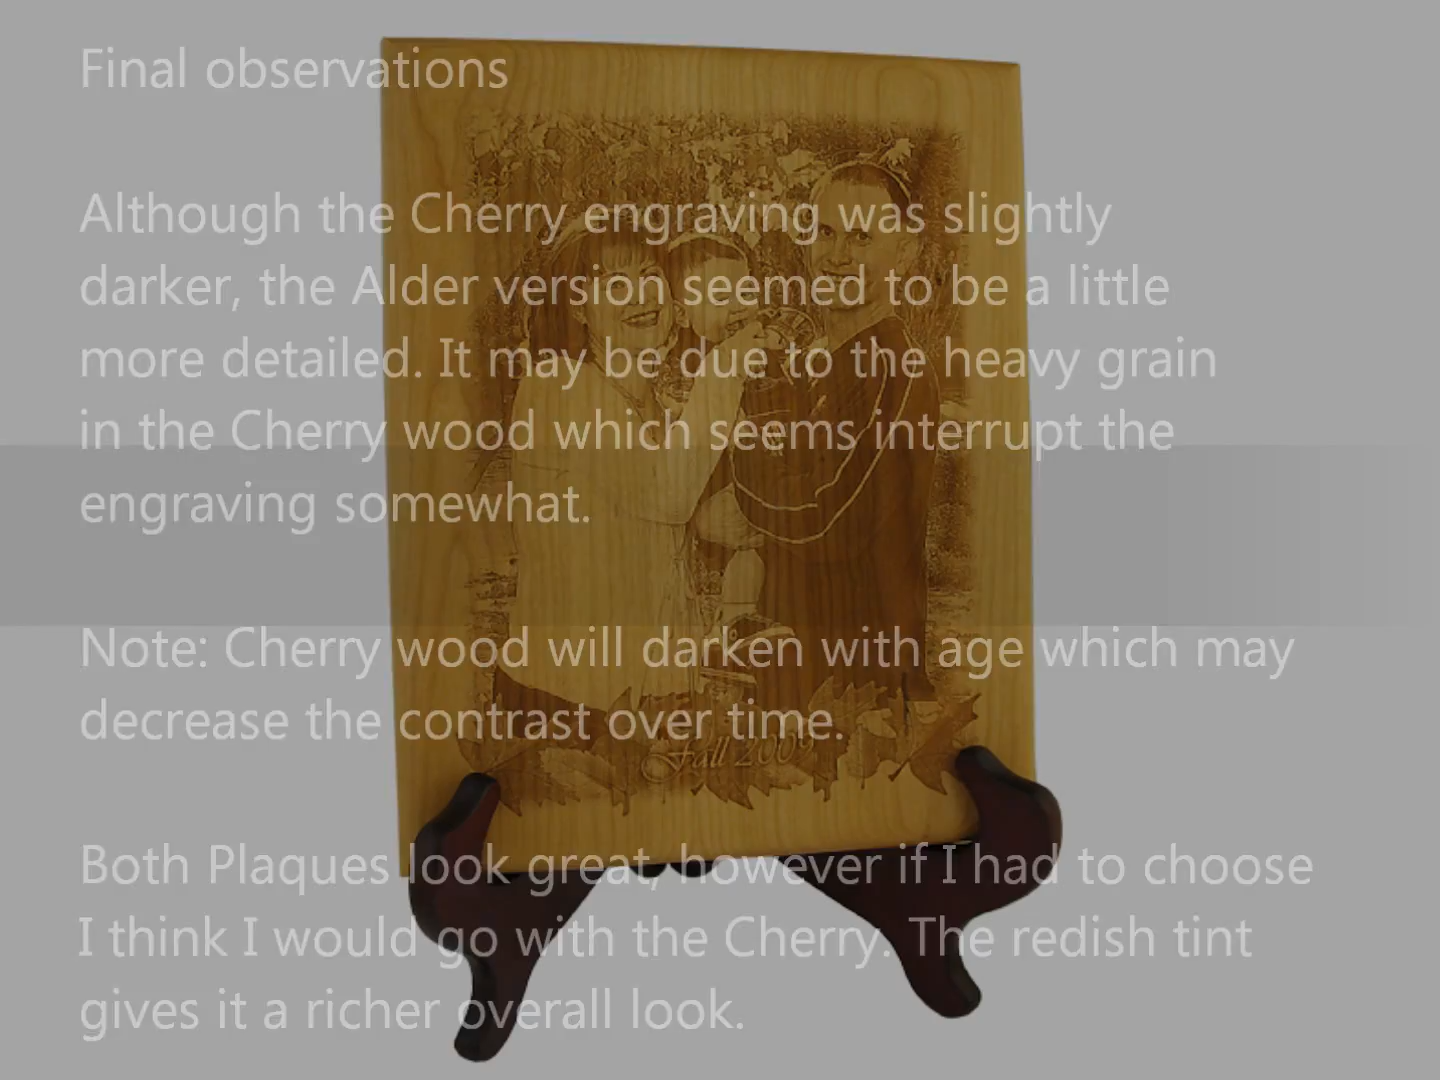 Final observations
Although the Cherry engraving was slightly
darker, the Alder version seemed to be a little
more detailed. It may be due to the heavy grain
in the Cherry wood which seems interrupt the
engraving somewhat.
Note: Cherry wood will darken with age which may
decrease the contrast over time.
Fall 2009
Both Plaques look great, however if I had to choose
I think I would go with the Cherry. The redish tint
gives it a richer overall look.